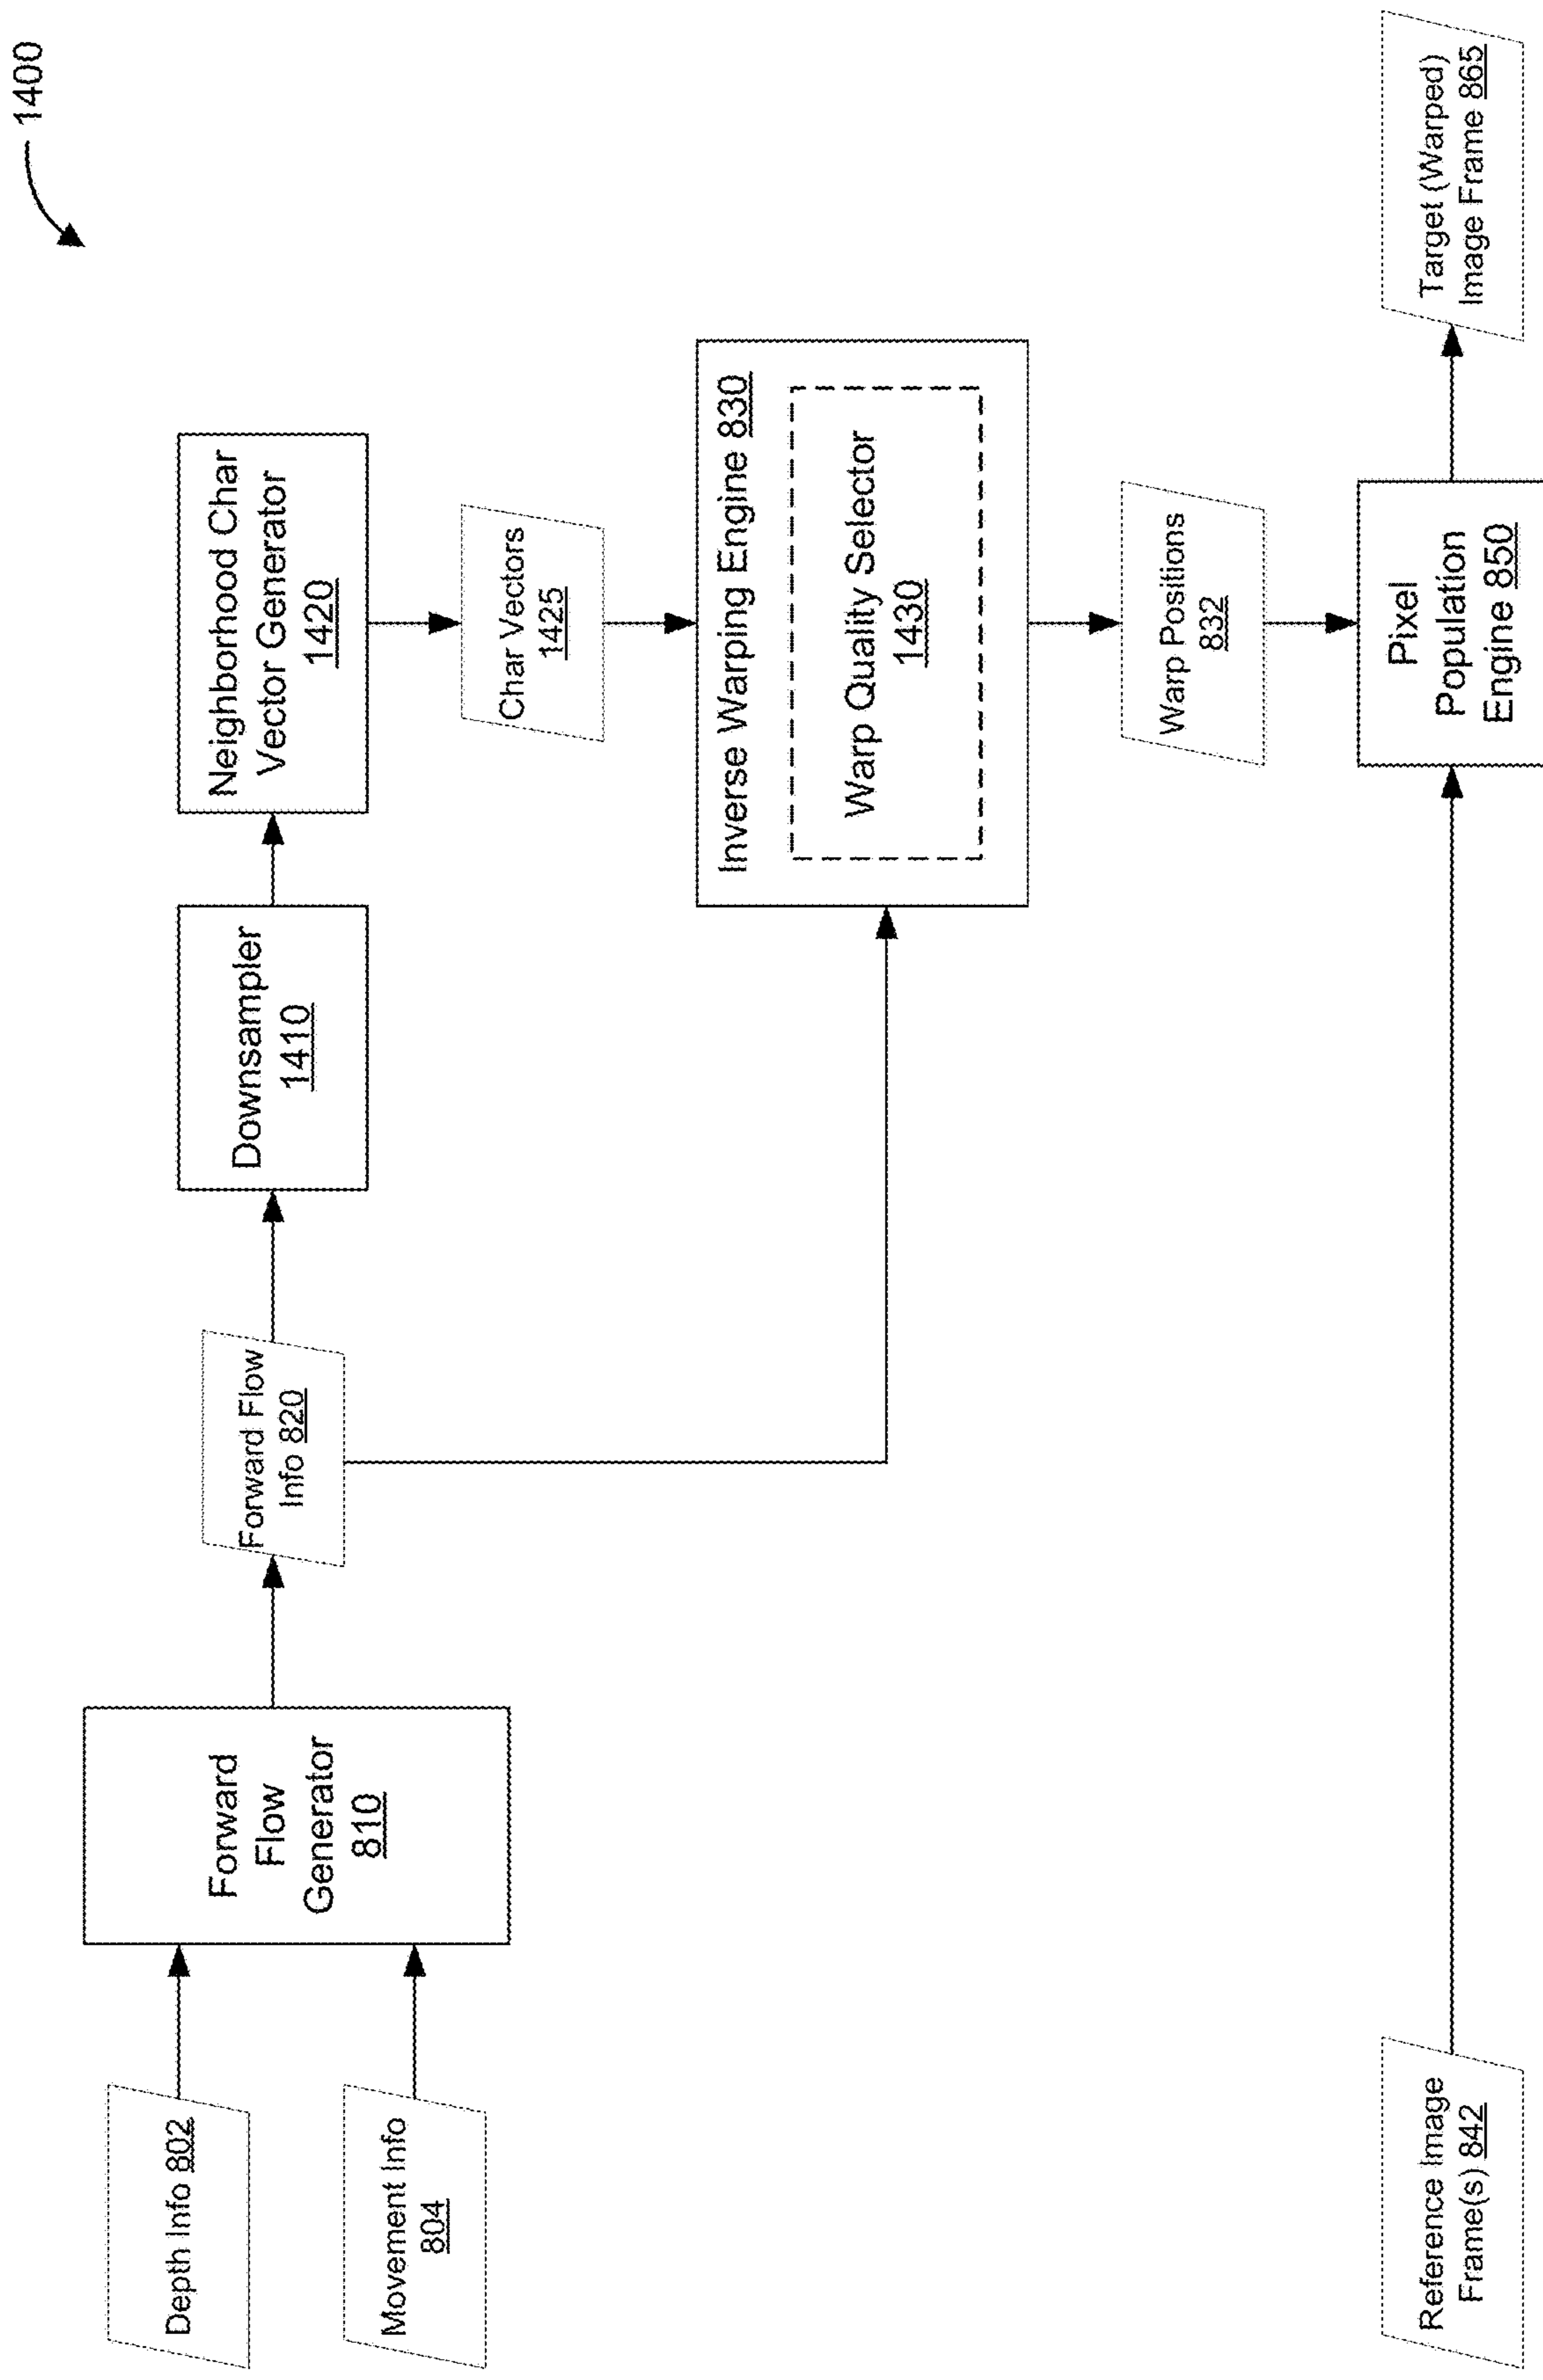 1400
Depth Info 802
Movement Info
804
Forward
Flow
Generator
810
Forward Flow
Info 820
Downsampler
1410
Neighborhood Char
Vector Generator
1420
Char Vectors
1425
Inverse Warping Engine 830
Warp Quality Selector
1430
Warp Positions
832
Reference Image
Frame(s) 842
Pixel
Population
Engine 850
Target (Warped)
Image Frame 865